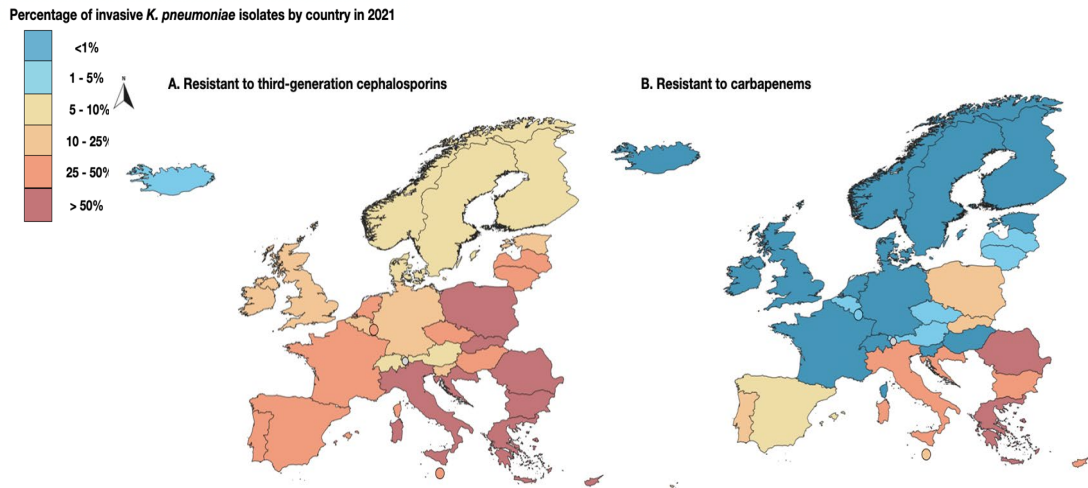 Percentage of invasive K. pneumoniae isolates by country in 2021
<1%
1 - 5%
5 - 10%
10 - 25%
25 - 50%
> 50%
N
A. Resistant to third-generation cephalosporins
B. Resistant to carbapenems